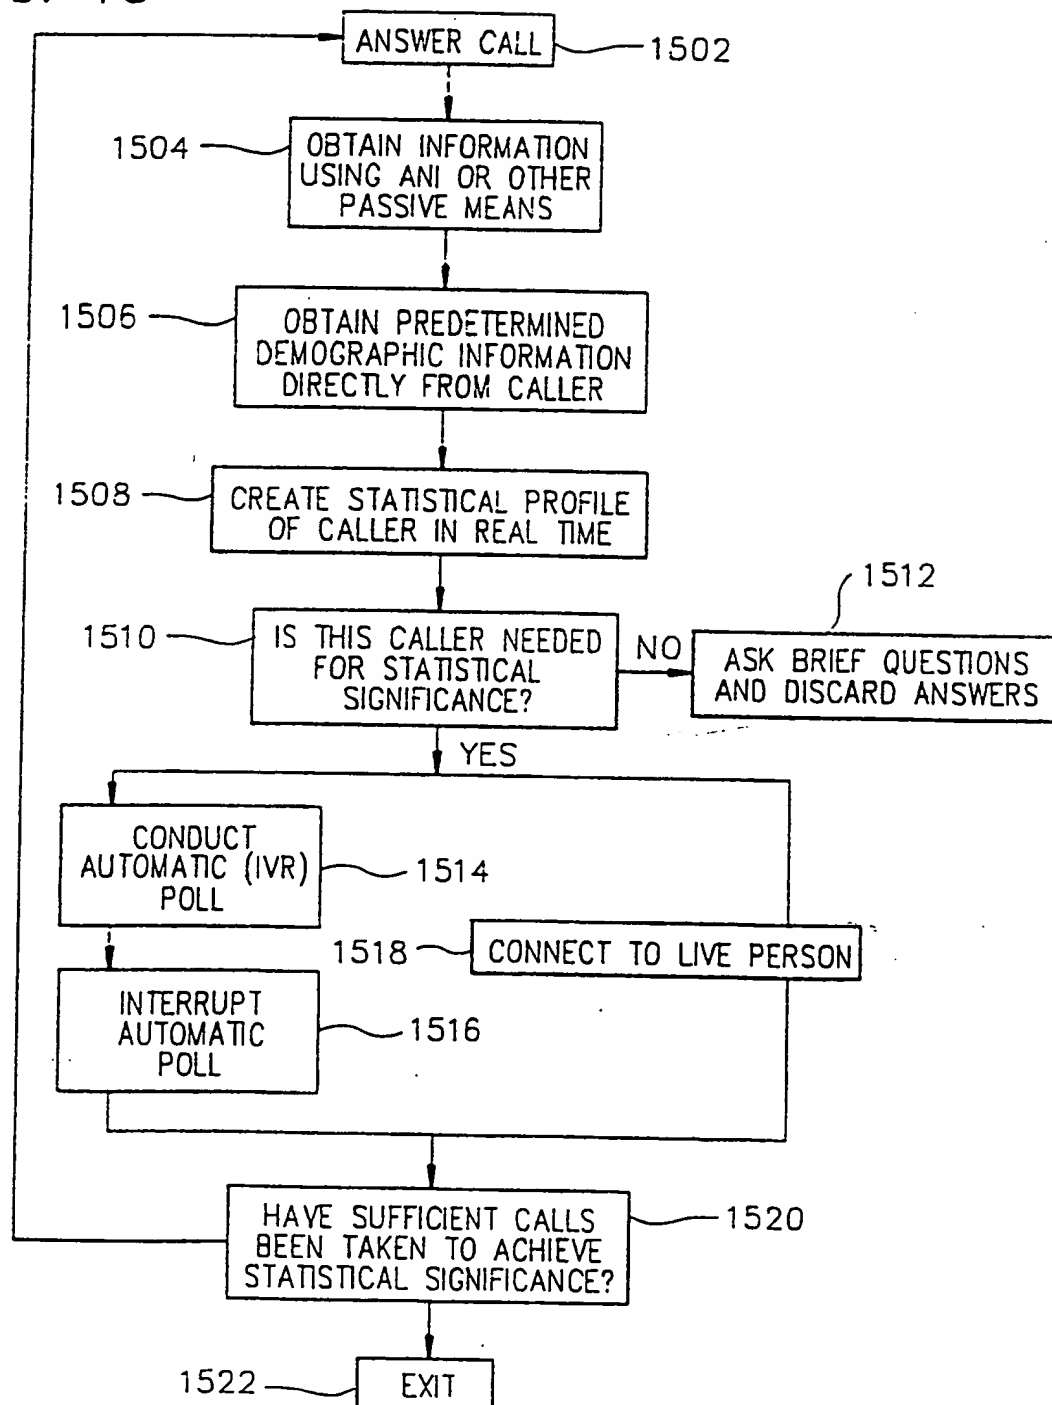 ANSWER CALL
1502
1504
OBTAIN INFORMATION
USING ANI OR OTHER
PASSIVE MEANS
1506
OBTAIN PREDETERMINED
DEMOGRAPHIC INFORMATION
DIRECTLY FROM CALLER
1508
CREATE STATISTICAL PROFILE
OF CALLER IN REAL TIME
1510
IS THIS CALLER NEEDED
FOR STATISTICAL
SIGNIFICANCE?
NO
1512
ASK BRIEF QUESTIONS
AND DISCARD ANSWERS
YES
CONDUCT
AUTOMATIC (IVR)
POLL
1514
1518
CONNECT TO LIVE PERSON
INTERRUPT
AUTOMATIC
POLL
1516
HAVE SUFFICIENT CALLS
BEEN TAKEN TO ACHIEVE
STATISTICAL SIGNIFICANCE?
1520
1522
EXIT